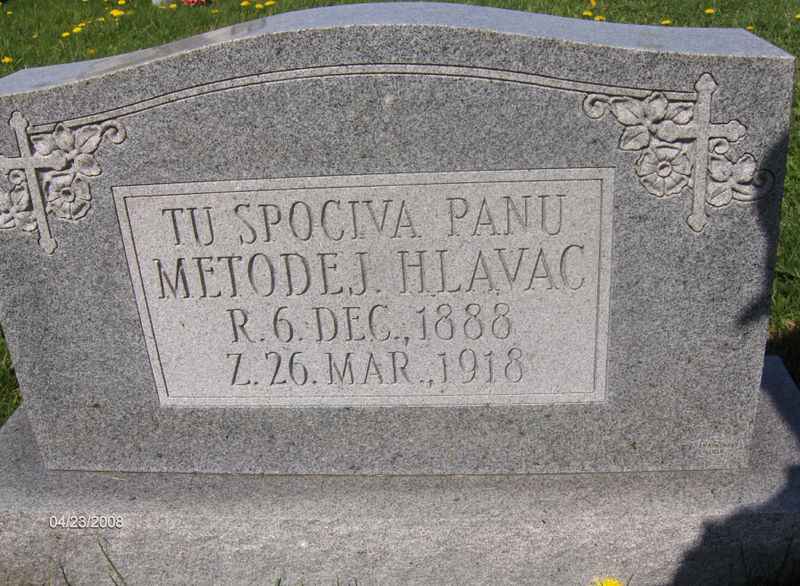 TU SPOCIVA PANU
METODEJ. HLAVAC
R. 6. DEC., 1888
Z. 26. MAR., 1918
04/23/2008